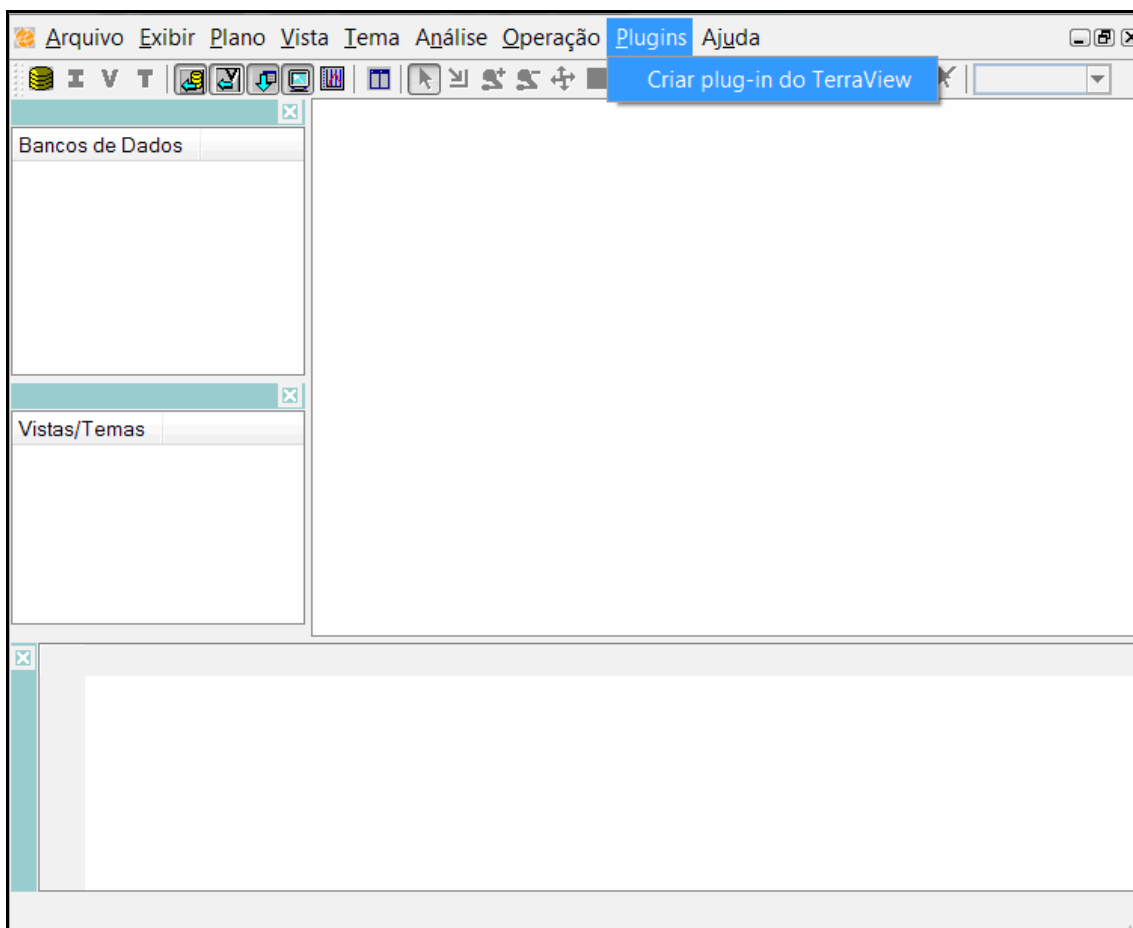 Arquivo Exibir Plano Vista Tema Análise Operação Plugins Ajuda
I V T Criar plug-in do TerraView
Bancos de Dados
Vistas/Temas